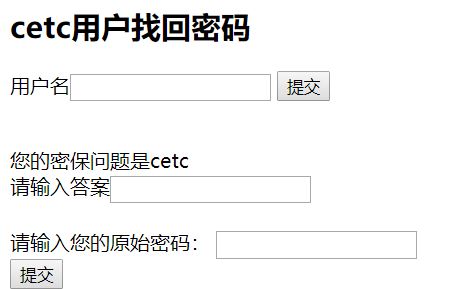 cetc用户找回密码
用户名 提交
您的密保问题是cetc
请输入答案
请输入您的原始密码：
提交